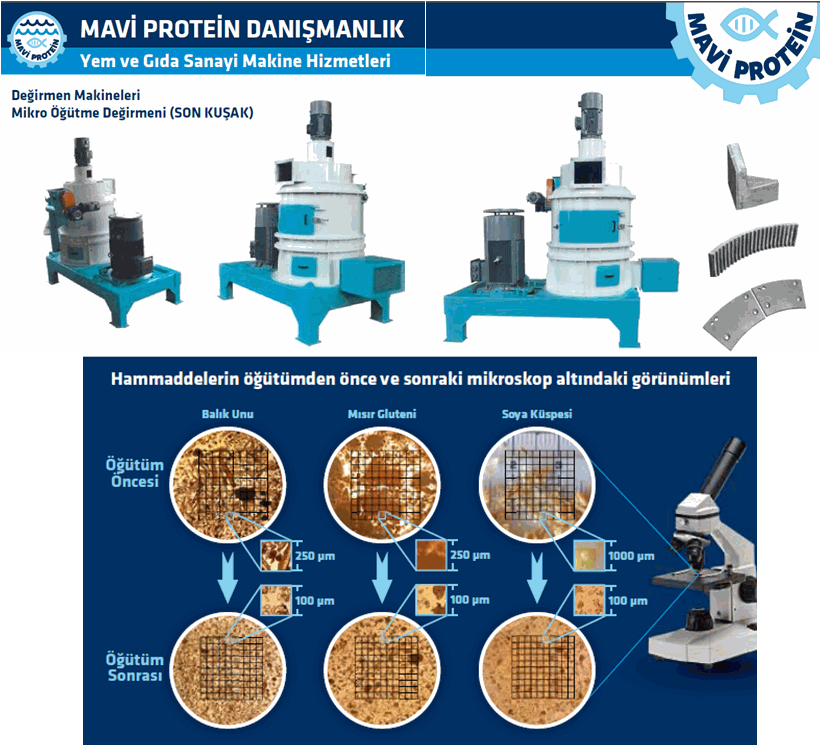 MAVİ PROTEİN
MAVİ PROTEİN DANIŞMANLIK
Yem ve Gıda Sanayi Makine Hizmetleri
MAVİ PROTEİN
Değirmen Makineleri
Mikro Öğütme Değirmeni (SON KUŞAK)
Hammaddelerin öğütümden önce ve sonraki mikroskop altındaki görünümleri
Balık Unu
Mısır Gluteni
Soya Küspesi
Öğütüm
Öncesi
250 µm
250 µm
1000 µm
100 µm
100 µm
100 µm
Öğütüm
Sonrası